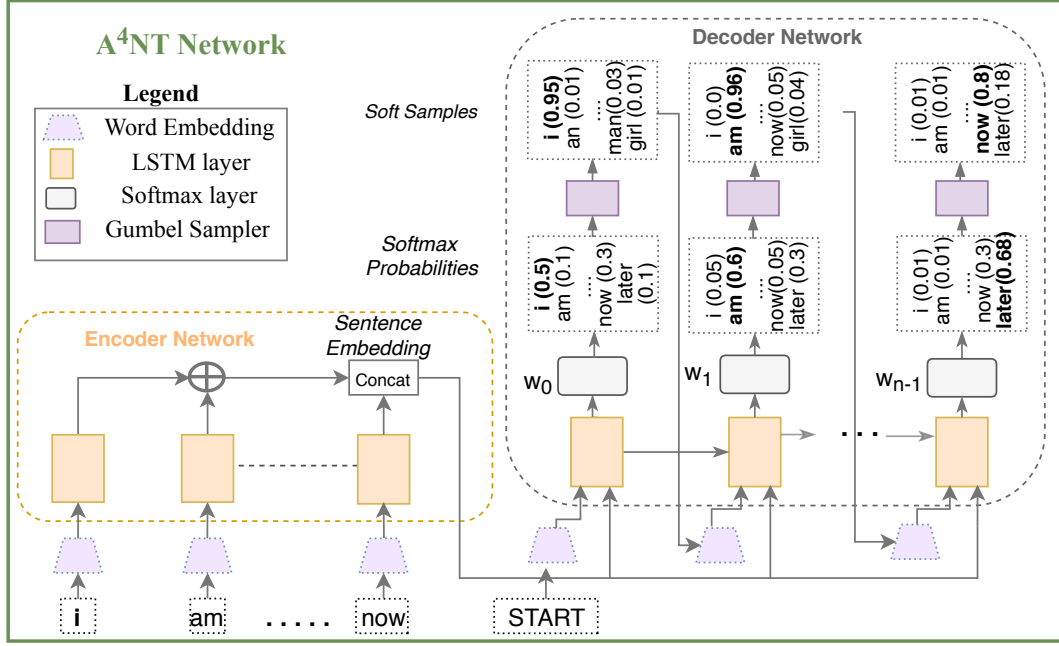 A⁴NT Network
Legend
Word Embedding
LSTM layer
Softmax layer
Gumbel Sampler
Decoder Network
Soft Samples
i (0.95)
an (0.01)
....
man(0.03)
girl (0.01)
i (0.0)
am (0.96)
....
now(0.05)
girl(0.04)
i (0.01)
am (0.01)
....
now (0.8)
later(0.18)
Softmax
Probabilities
i (0.5)
am (0.1)
....
now (0.3)
later
(0.1)
i (0.05)
am (0.6)
....
now(0.05)
later (0.3)
i (0.01)
am (0.01)
....
now (0.3)
later(0.68)
Encoder Network
Sentence
Embedding
Concat
w0
w1
wn-1
. . .
i
am
. . . . .
now
START